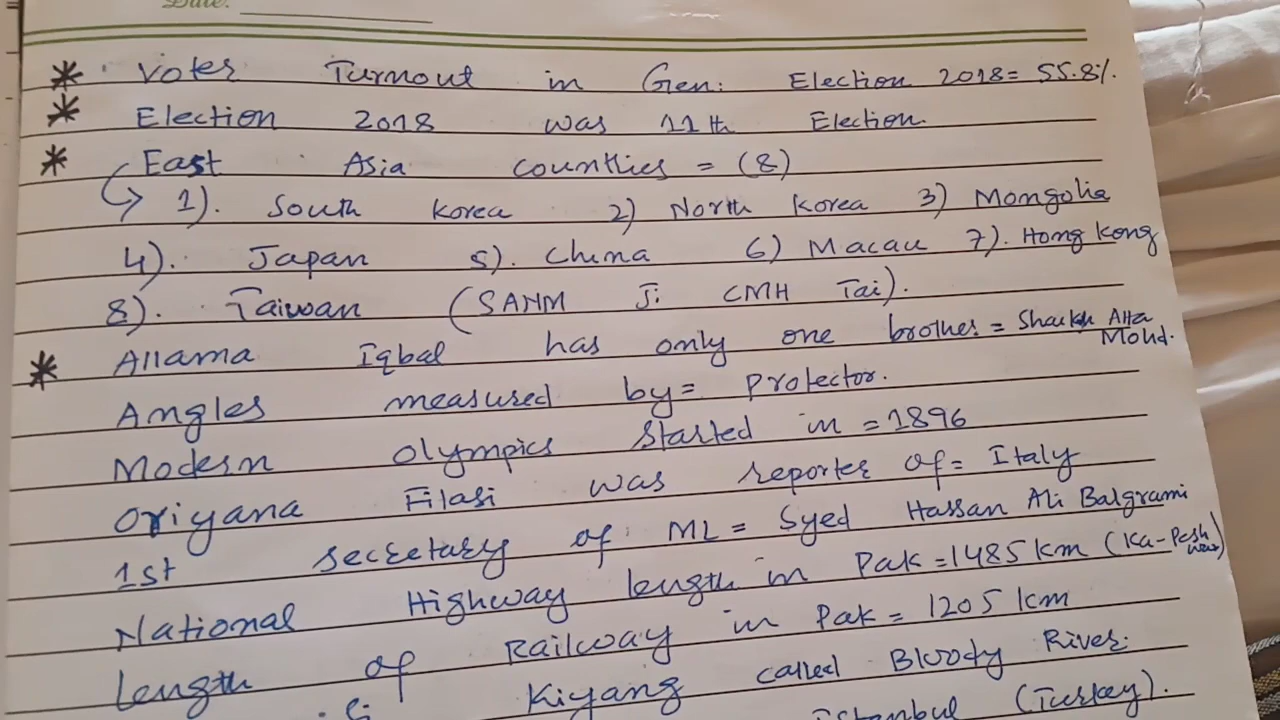 Date:
* Voter Turnout in Gen: Election 2018= 55.8%.
* Election 2018 was 11th Election.
* East Asia countries = (8)
↳ 1). South Korea 2) North Korea 3) Mongolia
4). Japan 5). China 6) Macau 7). Hong Kong
8). Taiwan (SANM J. CMH Tai).
* Allama Iqbal has only one brother = Shaikh Atta Mohd.
Angles measured by= Protector.
Modern Olympics started in =1896
Oriyana Filasi was reporter of= Italy
1st secretary of ML = Syed Hassan Ali Balgrami
National Highway length in Pak =1485 km (Ka-Peshwar)
Length of Railway in Pak = 1205 km
Kiyang called Bloody River.
Istanbul (Turkey).